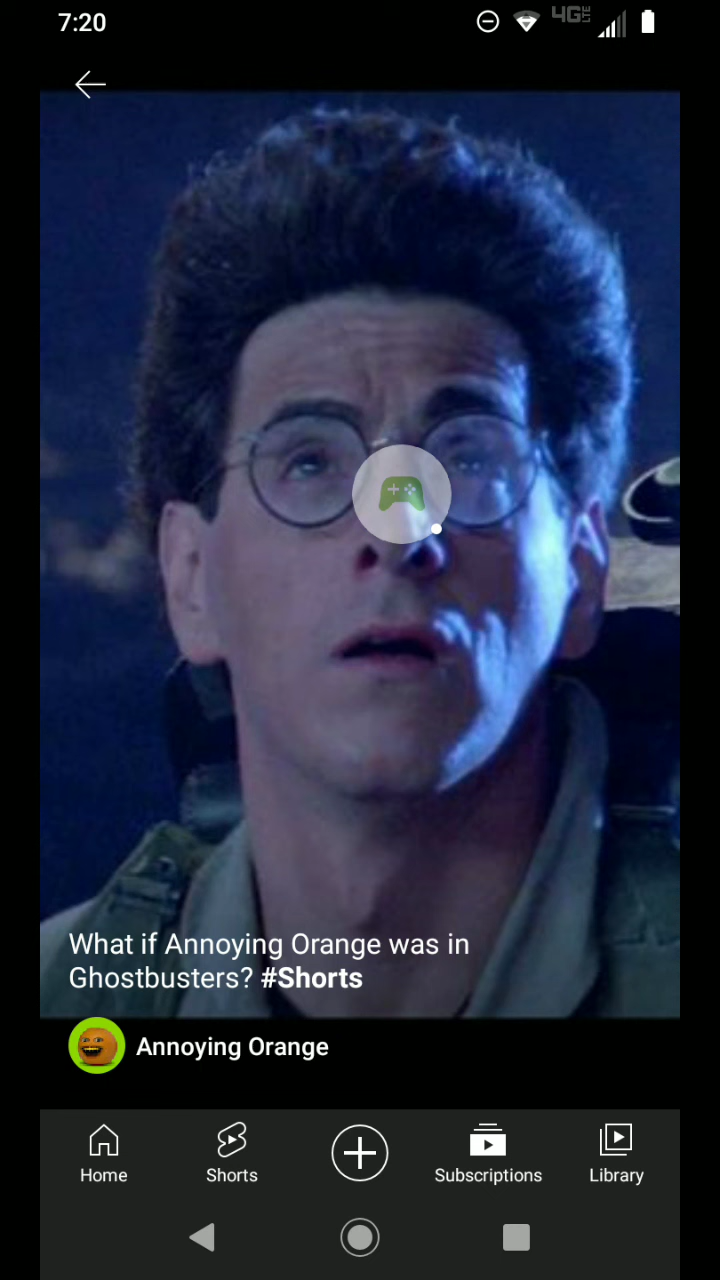 7:20
4G LTE
What if Annoying Orange was in
Ghostbusters? #Shorts
Annoying Orange
Home
Shorts
Subscriptions
Library